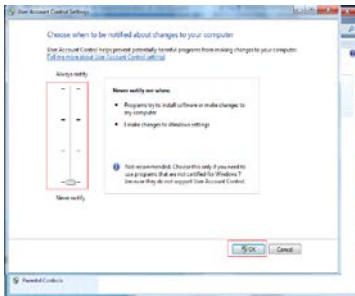 User Account Control Settings
Choose when to be notified about changes to your computer
User Account Control helps prevent potentially harmful programs from making changes to your computer.
Tell me more about User Account Control settings
Always notify
Never notify me when:
• Programs try to install software or make changes to
my computer
• I make changes to Windows settings
Not recommended. Choose this only if you need to
use programs that are not certified for Windows 7
because they do not support User Account Control.
Never notify
OK
Cancel
Parental Controls